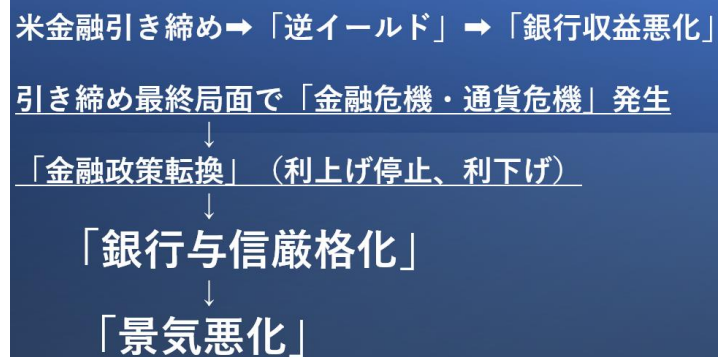 米金融引き締め➡「逆イールド」➡「銀行収益悪化」
引き締め最終局面で「金融危機・通貨危機」発生
↓
「金融政策転換」（利上げ停止、利下げ）
↓
「銀行与信厳格化」
↓
「景気悪化」